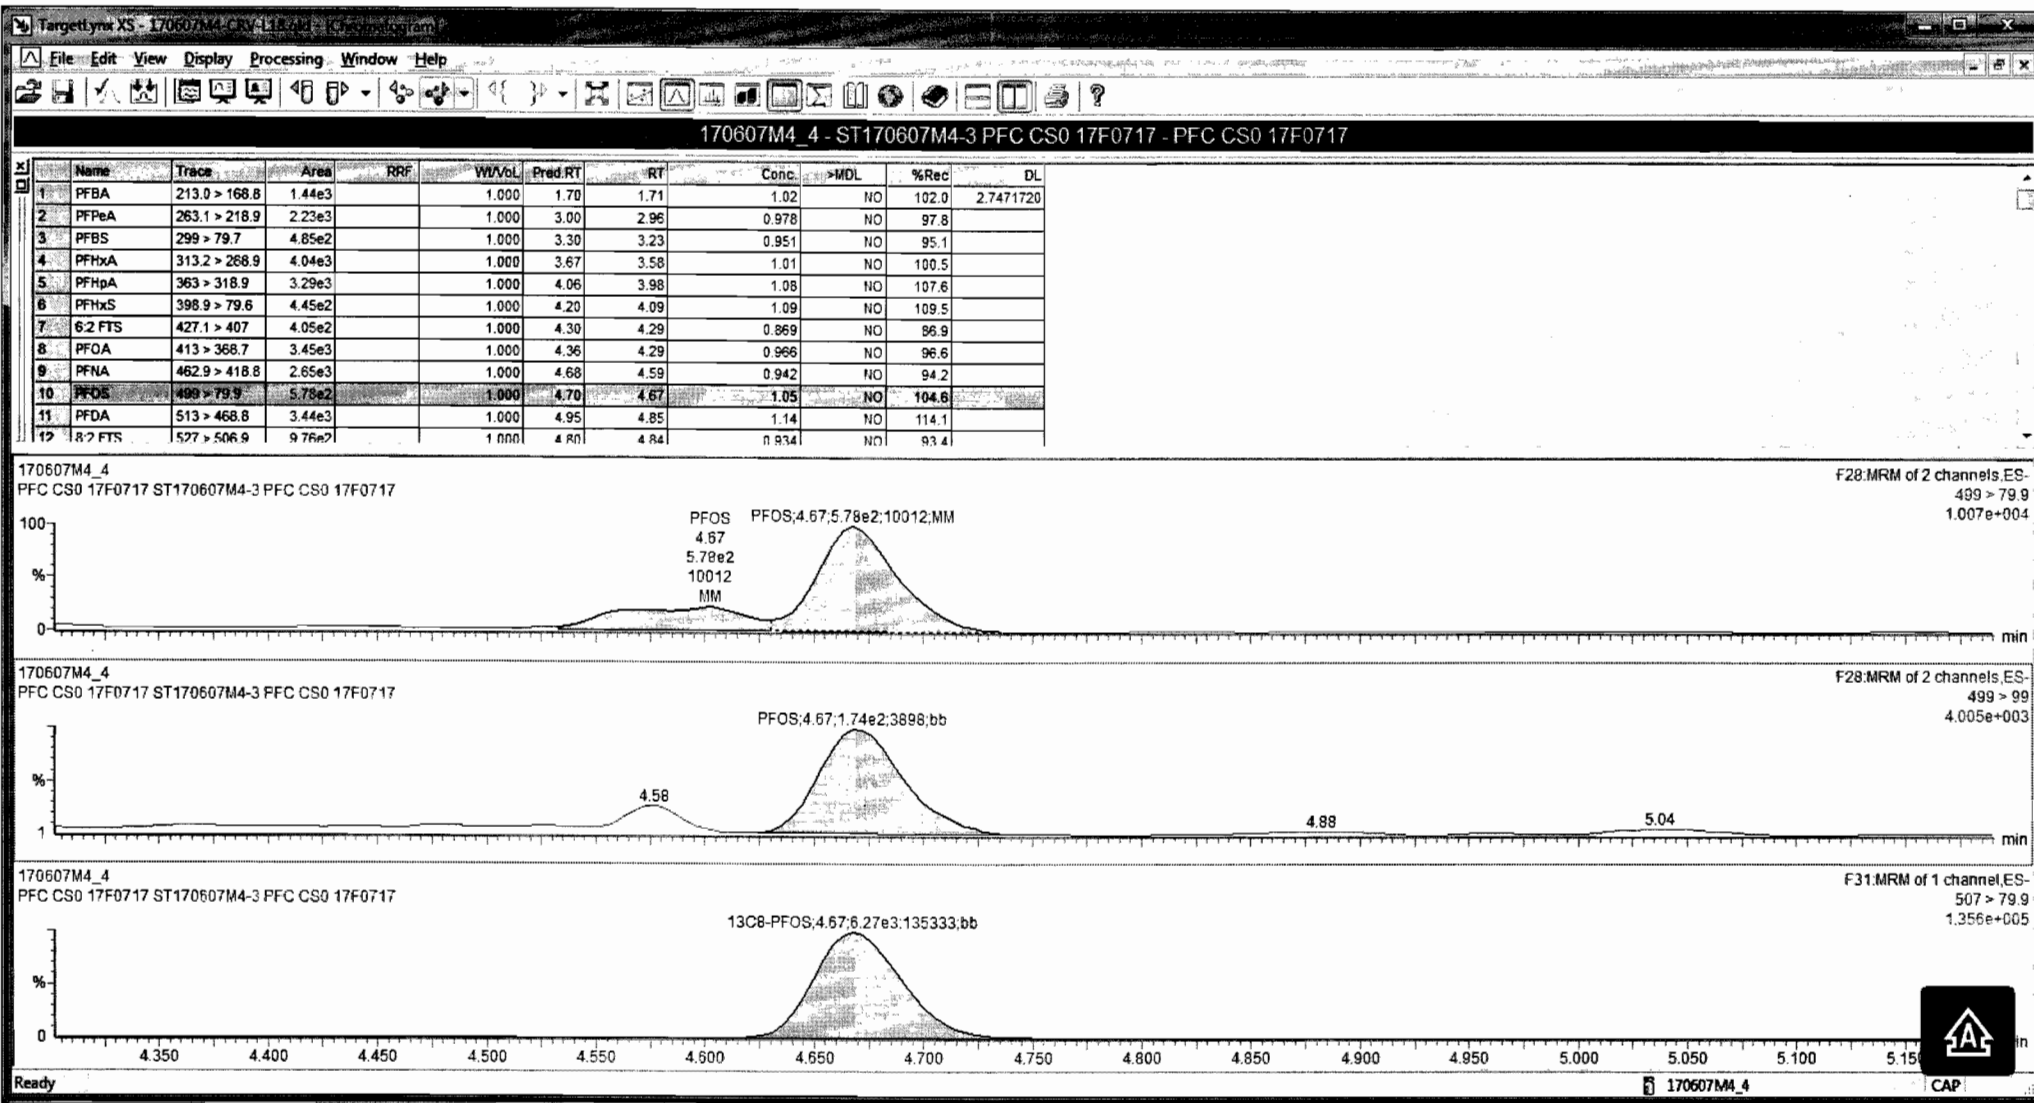 TargetLynx XS - 170607M4-CRV
File Edit View Display Processing Window Help
170607M4_4 - ST170607M4-3 PFC CS0 17F0717 - PFC CS0 17F0717
Name Trace Area RRF Wt/Vol. Pred.RT RT Conc. >MDL %Rec DL
1 PFBA 213.0 > 168.8 1.44e3 1.000 1.70 1.71 1.02 NO 102.0 2.7471720
2 PFPeA 263.1 > 218.9 2.23e3 1.000 3.00 2.96 0.978 NO 97.8
3 PFBS 299 > 79.7 4.85e2 1.000 3.30 3.23 0.951 NO 95.1
4 PFHxA 313.2 > 268.9 4.04e3 1.000 3.67 3.58 1.01 NO 100.5
5 PFHpA 363 > 318.9 3.29e3 1.000 4.06 3.98 1.08 NO 107.6
6 PFHxS 398.9 > 79.6 4.45e2 1.000 4.20 4.09 1.09 NO 109.5
7 6:2 FTS 427.1 > 407 4.05e2 1.000 4.30 4.29 0.869 NO 86.9
8 PFOA 413 > 368.7 3.45e3 1.000 4.36 4.29 0.966 NO 96.6
9 PFNA 462.9 > 418.8 2.65e3 1.000 4.68 4.59 0.942 NO 94.2
10 PFOS 499 > 79.9 5.78e2 1.000 4.70 4.67 1.05 NO 104.6
11 PFDA 513 > 468.8 3.44e3 1.000 4.95 4.85 1.14 NO 114.1
12 8:2 FTS 527 > 506.9 9.76e2 1.000 4.80 4.84 0.934 NO 93.4
170607M4_4
PFC CS0 17F0717 ST170607M4-3 PFC CS0 17F0717
F28:MRM of 2 channels,ES-
499 > 79.9
1.007e+004
100
%
0
PFOS
4.67
5.78e2
10012
MM
PFOS;4.67;5.78e2;10012;MM
min
170607M4_4
PFC CS0 17F0717 ST170607M4-3 PFC CS0 17F0717
F28:MRM of 2 channels,ES-
499 > 99
4.005e+003
PFOS;4.67;1.74e2;3898;bb
%
1
4.58
4.88
5.04
min
170607M4_4
PFC CS0 17F0717 ST170607M4-3 PFC CS0 17F0717
F31:MRM of 1 channel,ES-
507 > 79.9
1.356e+005
13C8-PFOS;4.67;6.27e3;135333;bb
%
0
4.350 4.400 4.450 4.500 4.550 4.600 4.650 4.700 4.750 4.800 4.850 4.900 4.950 5.000 5.050 5.100 5.15
Ready 170607M4_4 CAP
A